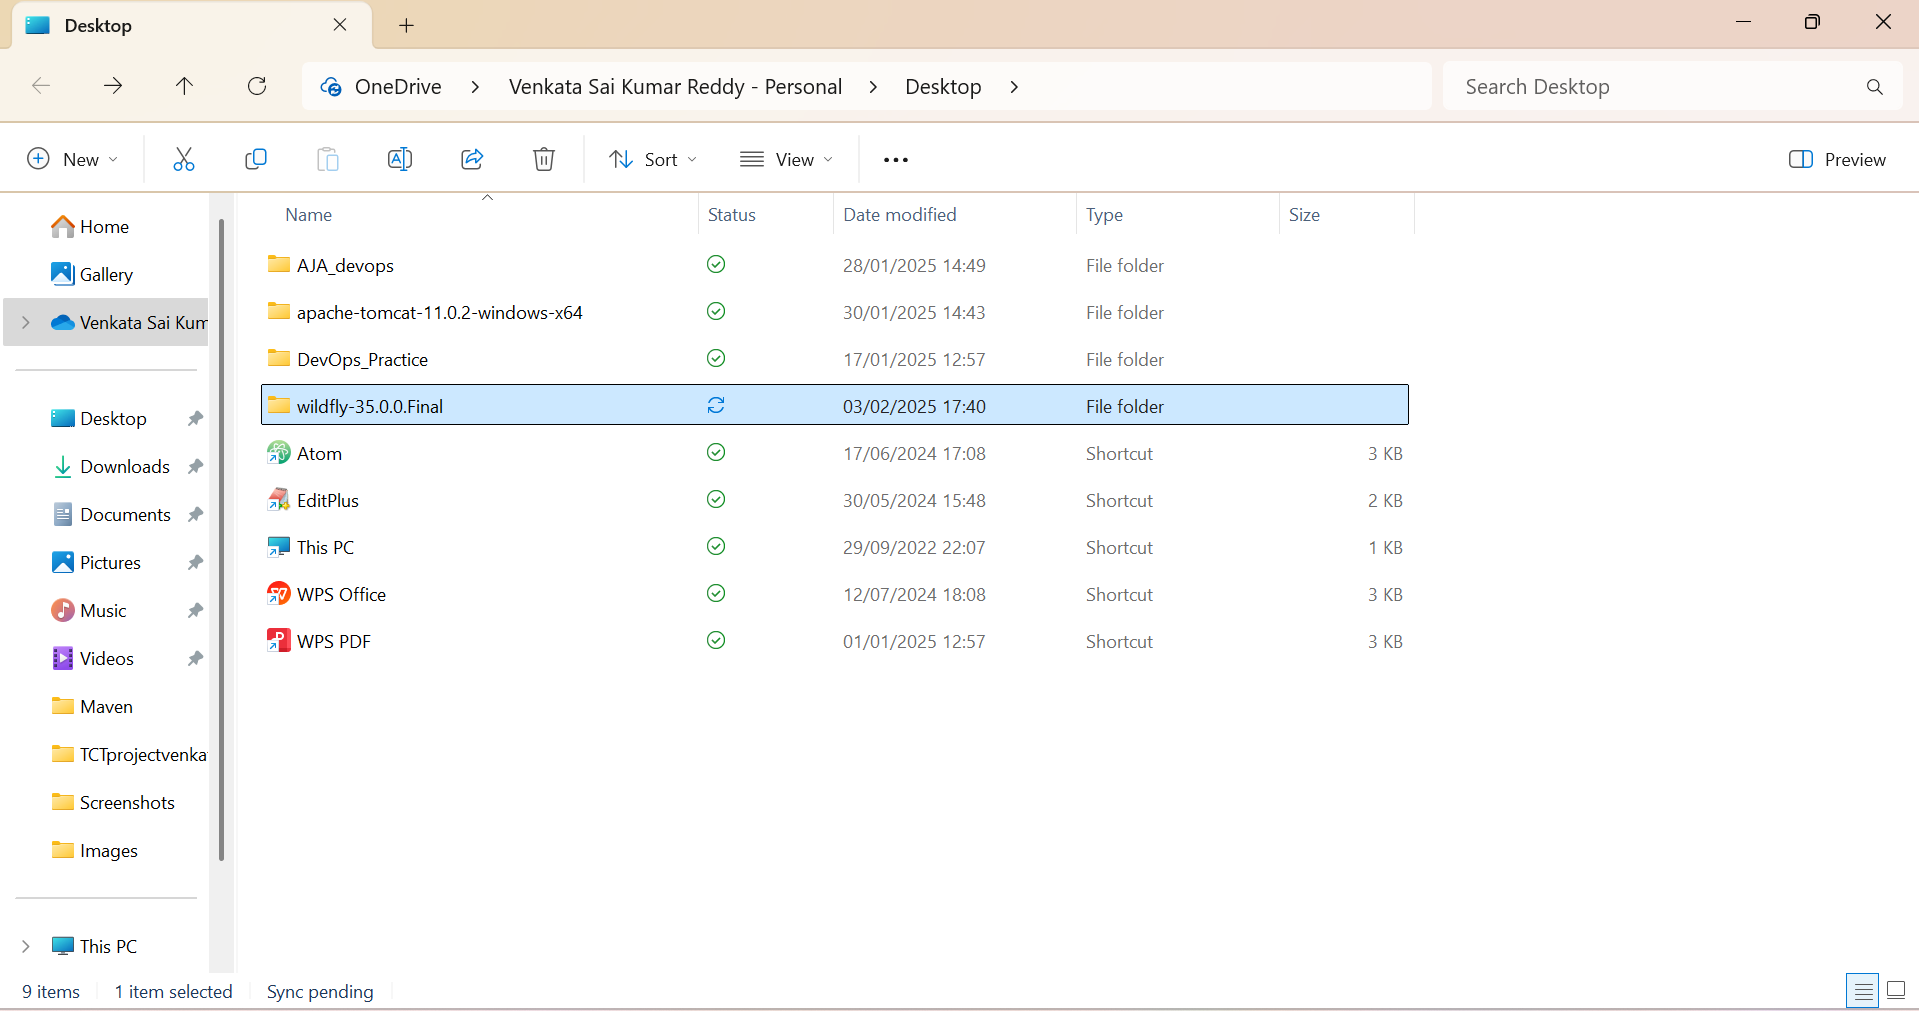 Desktop
OneDrive > Venkata Sai Kumar Reddy - Personal > Desktop >
Search Desktop
New
Sort
View
Preview
Home
Gallery
Venkata Sai Kum
Desktop
Downloads
Documents
Pictures
Music
Videos
Maven
TCTprojectvenka
Screenshots
Images
This PC
Name Status Date modified Type Size
AJA_devops 28/01/2025 14:49 File folder
apache-tomcat-11.0.2-windows-x64 30/01/2025 14:43 File folder
DevOps_Practice 17/01/2025 12:57 File folder
wildfly-35.0.0.Final 03/02/2025 17:40 File folder
Atom 17/06/2024 17:08 Shortcut 3 KB
EditPlus 30/05/2024 15:48 Shortcut 2 KB
This PC 29/09/2022 22:07 Shortcut 1 KB
WPS Office 12/07/2024 18:08 Shortcut 3 KB
WPS PDF 01/01/2025 12:57 Shortcut 3 KB
9 items 1 item selected Sync pending